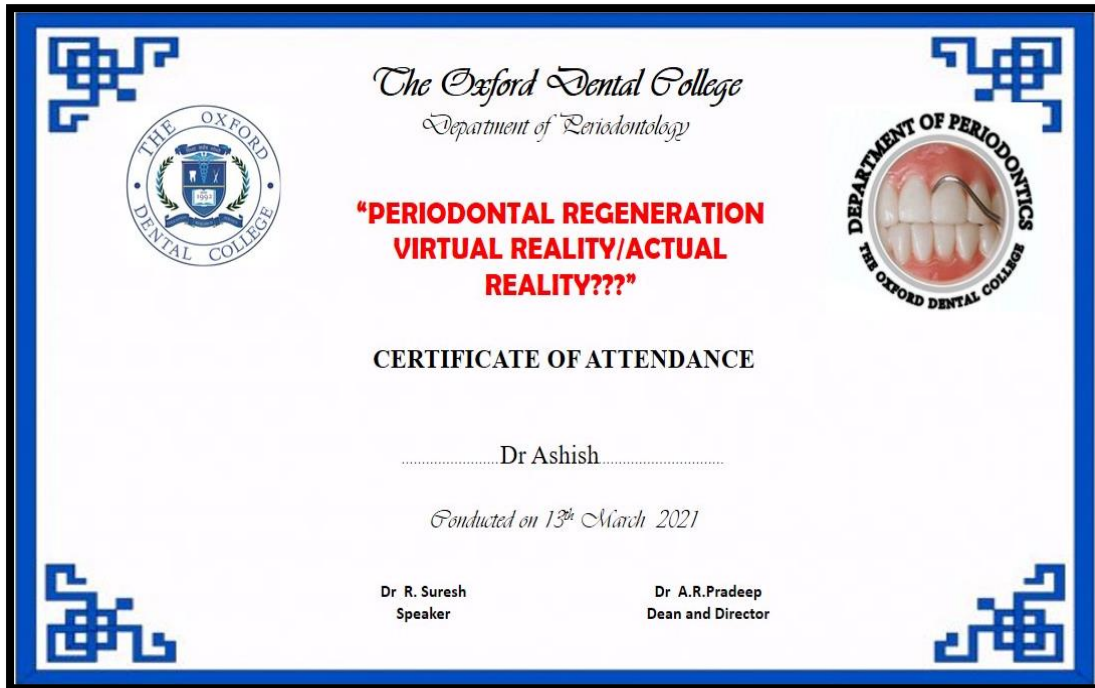 The Oxford Dental College
Department of Periodontology
THE OXFORD
DENTAL COLLEGE
1992
DEPARTMENT OF PERIODONTICS
THE OXFORD DENTAL COLLEGE
“PERIODONTAL REGENERATION
VIRTUAL REALITY/ACTUAL
REALITY???”
CERTIFICATE OF ATTENDANCE
........................Dr Ashish...............................
Conducted on 13th March 2021
Dr R. Suresh
Speaker
Dr A.R.Pradeep
Dean and Director